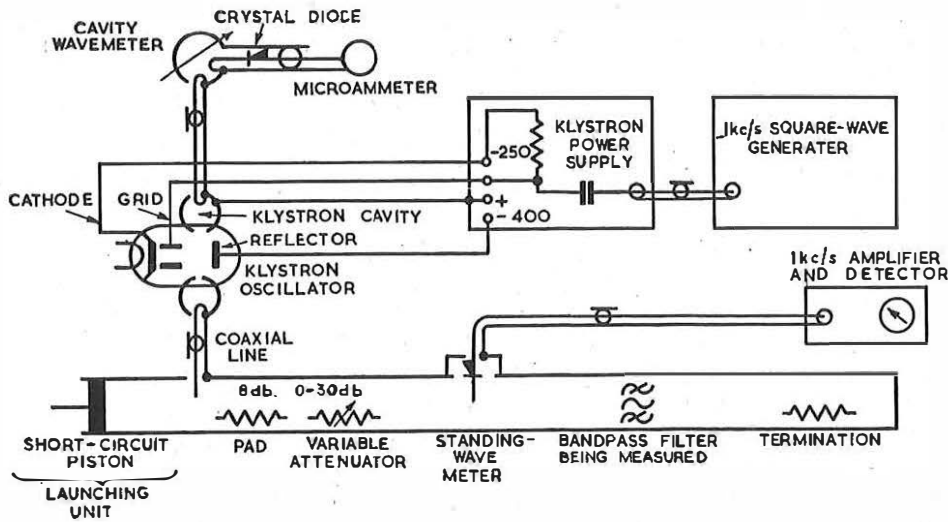 CRYSTAL DIODE
CAVITY
WAVEMETER
MICROAMMETER
-250
KLYSTRON
POWER
SUPPLY
1kc/s SQUARE-WAVE
GENERATER
CATHODE
GRID
KLYSTRON CAVITY
+
- 400
REFLECTOR
KLYSTRON
OSCILLATOR
1kc/s AMPLIFIER
AND DETECTOR
COAXIAL
LINE
8db. 0-30db
SHORT-CIRCUIT
PISTON
PAD
VARIABLE
ATTENUATOR
STANDING-
WAVE
METER
BANDPASS FILTER
BEING MEASURED
TERMINATION
LAUNCHING
UNIT